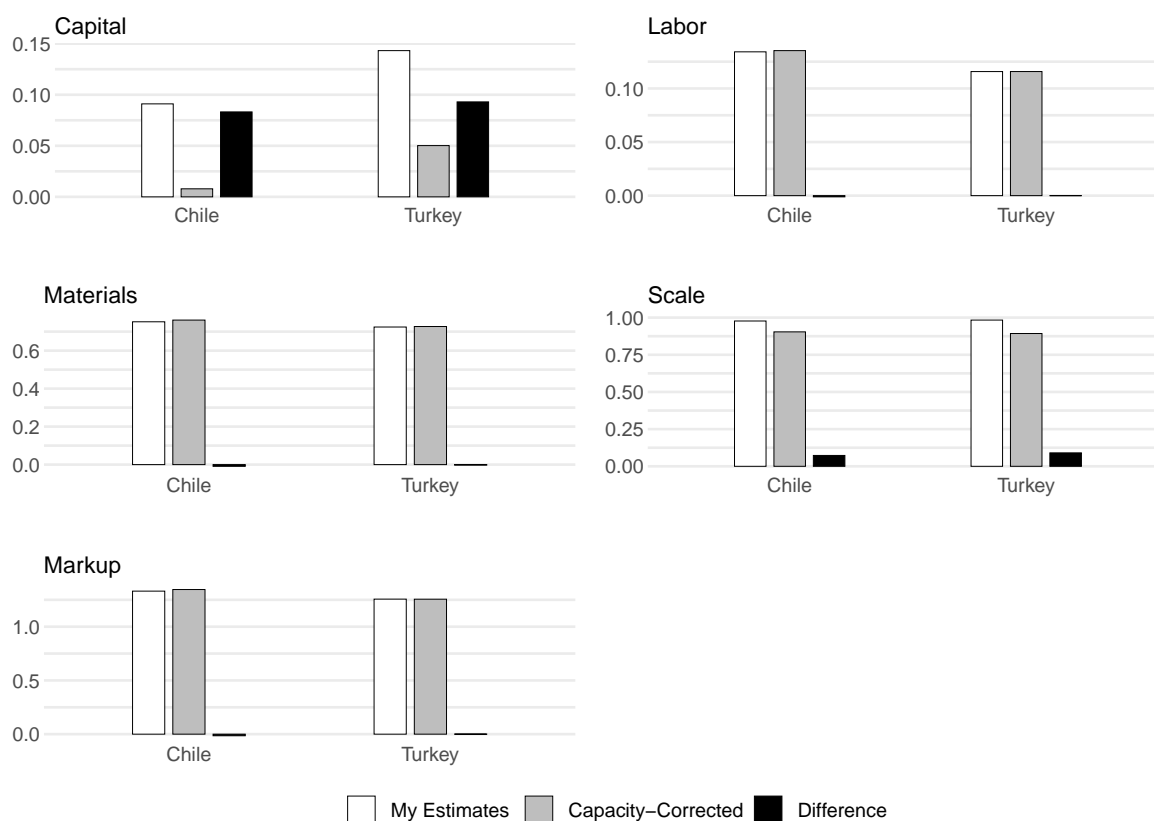 Capital
0.15
0.10
0.05
0.00
Chile Turkey
Labor
0.10
0.05
0.00
Chile Turkey
Materials
0.6
0.4
0.2
0.0
Chile Turkey
Scale
1.00
0.75
0.50
0.25
0.00
Chile Turkey
Markup
1.0
0.5
0.0
Chile Turkey
My Estimates Capacity−Corrected Difference